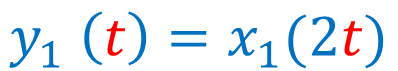 y₁ (t) = x₁(2t)